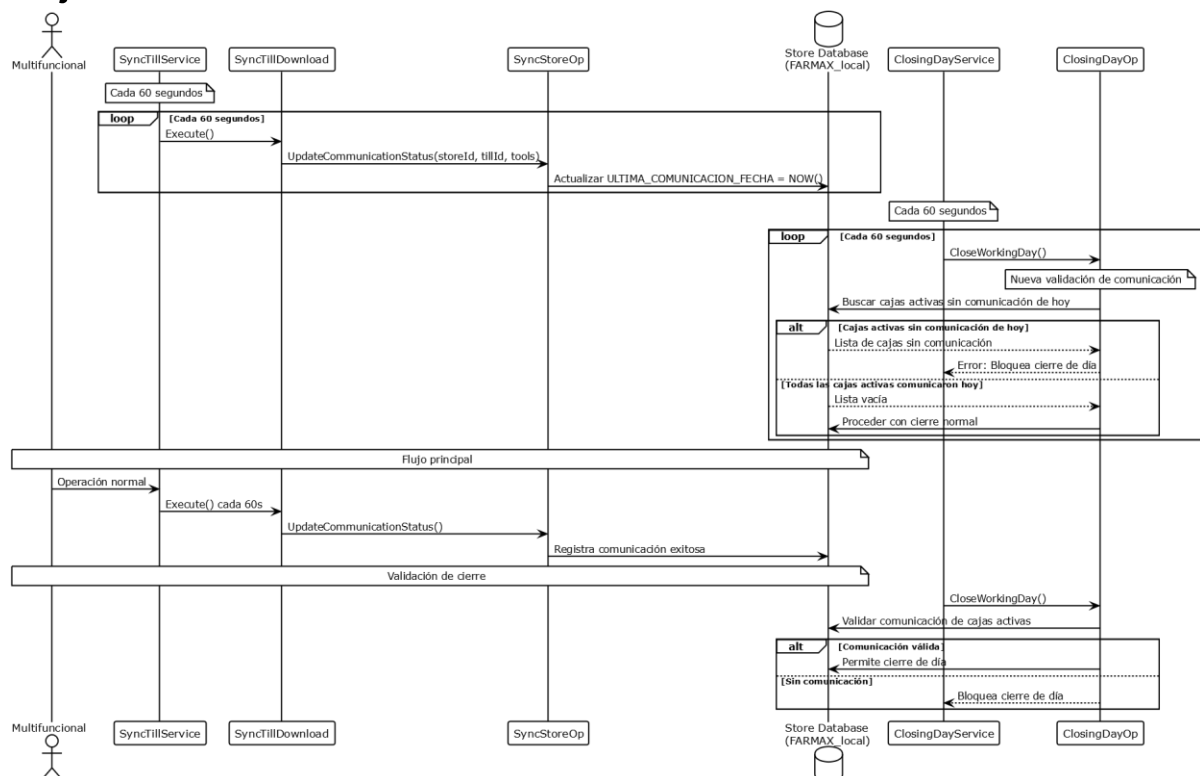 Multifuncional
SyncTillService
SyncTillDownload
SyncStoreOp
Store Database
(FARMAX_local)
ClosingDayService
ClosingDayOp
Cada 60 segundos
loop [Cada 60 segundos]
Execute()
UpdateCommunicationStatus(storeId, tillId, tools)
Actualizar ULTIMA_COMUNICACION_FECHA = NOW()
Cada 60 segundos
loop [Cada 60 segundos]
CloseWorkingDay()
Nueva validación de comunicación
Buscar cajas activas sin comunicación de hoy
alt [Cajas activas sin comunicación de hoy]
Lista de cajas sin comunicación
Error: Bloquea cierre de día
[Todas las cajas activas comunicaron hoy]
Lista vacía
Proceder con cierre normal
Flujo principal
Operación normal
Execute() cada 60s
UpdateCommunicationStatus()
Registra comunicación exitosa
Validación de cierre
CloseWorkingDay()
Validar comunicación de cajas activas
alt [Comunicación válida]
Permite cierre de día
[Sin comunicación]
Bloquea cierre de día
Multifuncional
SyncTillService
SyncTillDownload
SyncStoreOp
Store Database
(FARMAX_local)
ClosingDayService
ClosingDayOp